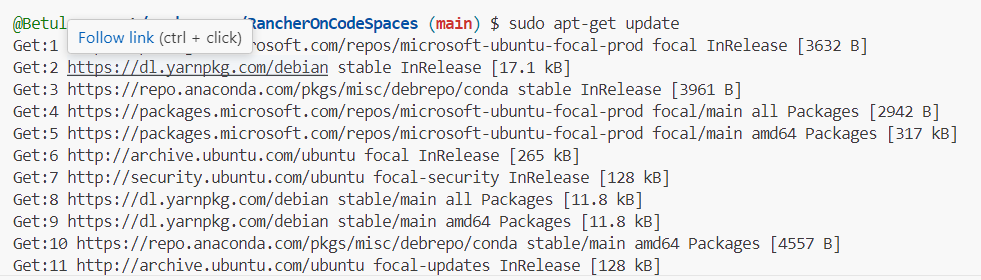 @Betul RancherOnCodeSpaces (main) $ sudo apt-get update
Follow link (ctrl + click)
Get:1 microsoft.com/repos/microsoft-ubuntu-focal-prod focal InRelease [3632 B]
Get:2 https://dl.yarnpkg.com/debian stable InRelease [17.1 kB]
Get:3 https://repo.anaconda.com/pkgs/misc/debrepo/conda stable InRelease [3961 B]
Get:4 https://packages.microsoft.com/repos/microsoft-ubuntu-focal-prod focal/main all Packages [2942 B]
Get:5 https://packages.microsoft.com/repos/microsoft-ubuntu-focal-prod focal/main amd64 Packages [317 kB]
Get:6 http://archive.ubuntu.com/ubuntu focal InRelease [265 kB]
Get:7 http://security.ubuntu.com/ubuntu focal-security InRelease [128 kB]
Get:8 https://dl.yarnpkg.com/debian stable/main all Packages [11.8 kB]
Get:9 https://dl.yarnpkg.com/debian stable/main amd64 Packages [11.8 kB]
Get:10 https://repo.anaconda.com/pkgs/misc/debrepo/conda stable/main amd64 Packages [4557 B]
Get:11 http://archive.ubuntu.com/ubuntu focal-updates InRelease [128 kB]